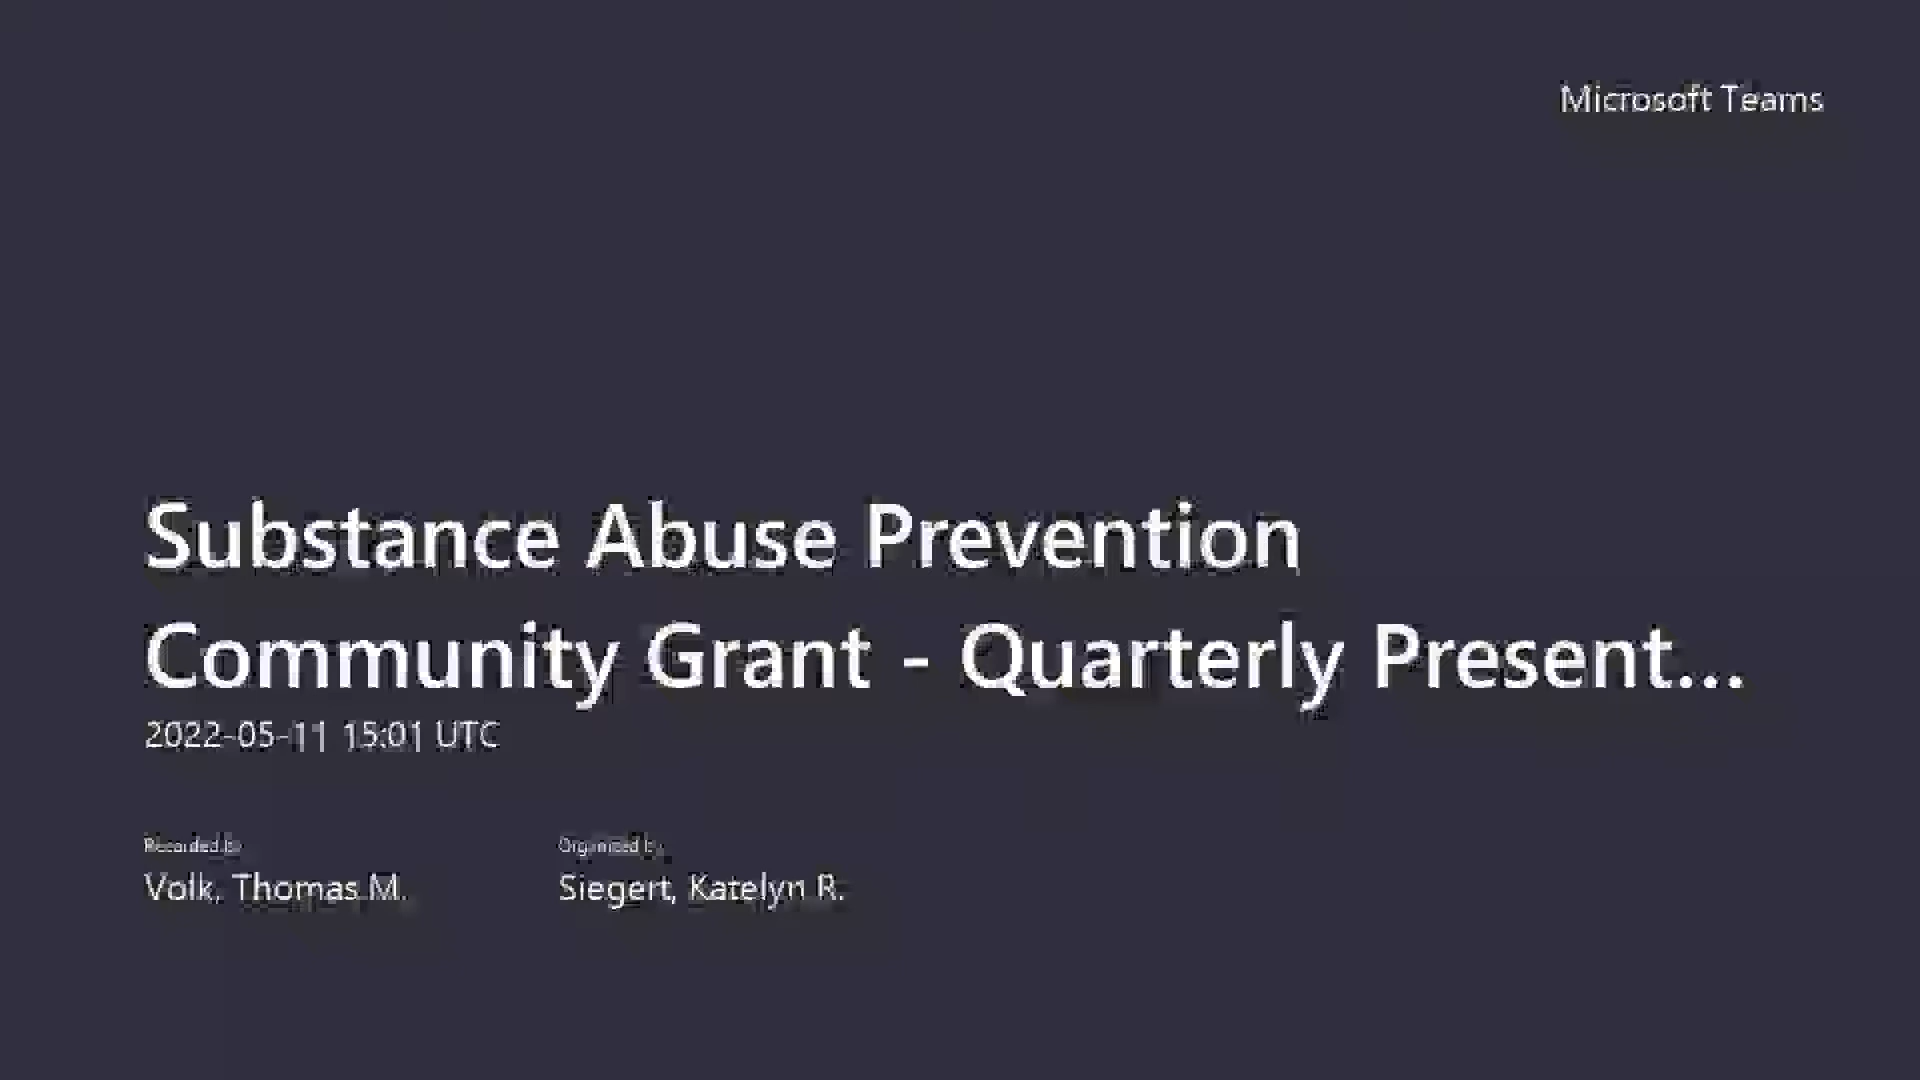 Microsoft Teams
Substance Abuse Prevention
Community Grant - Quarterly Present...
2022-05-11 15:01 UTC
Recorded by
Organized by
Volk, Thomas M.
Siegert, Katelyn R.